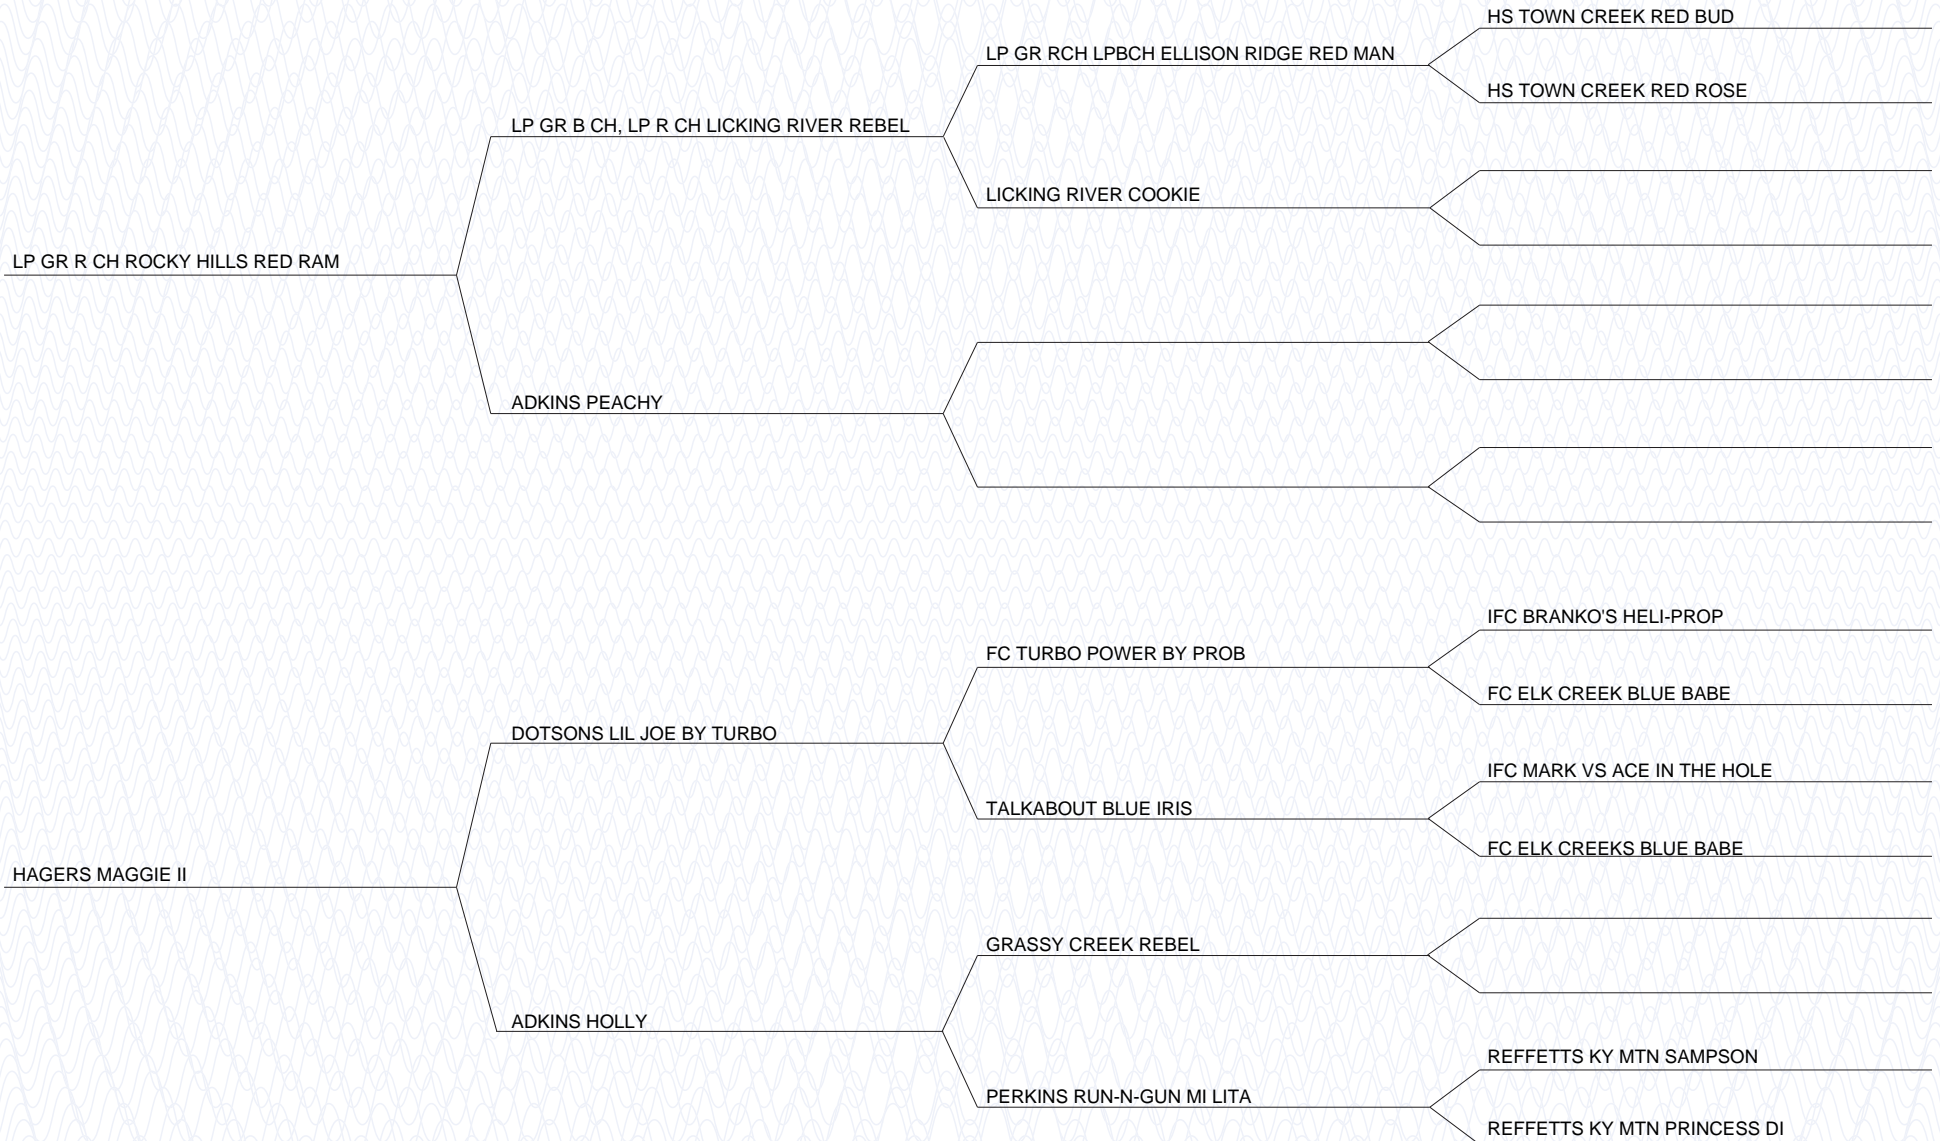 HS TOWN CREEK RED BUD
LP GR RCH LPBCH ELLISON RIDGE RED MAN
HS TOWN CREEK RED ROSE
LP GR B CH, LP R CH LICKING RIVER REBEL
LICKING RIVER COOKIE
LP GR R CH ROCKY HILLS RED RAM
ADKINS PEACHY
IFC BRANKO'S HELI-PROP
FC TURBO POWER BY PROB
FC ELK CREEK BLUE BABE
DOTSONS LIL JOE BY TURBO
IFC MARK VS ACE IN THE HOLE
TALKABOUT BLUE IRIS
FC ELK CREEKS BLUE BABE
HAGERS MAGGIE II
GRASSY CREEK REBEL
ADKINS HOLLY
REFFETTS KY MTN SAMPSON
PERKINS RUN-N-GUN MI LITA
REFFETTS KY MTN PRINCESS DI